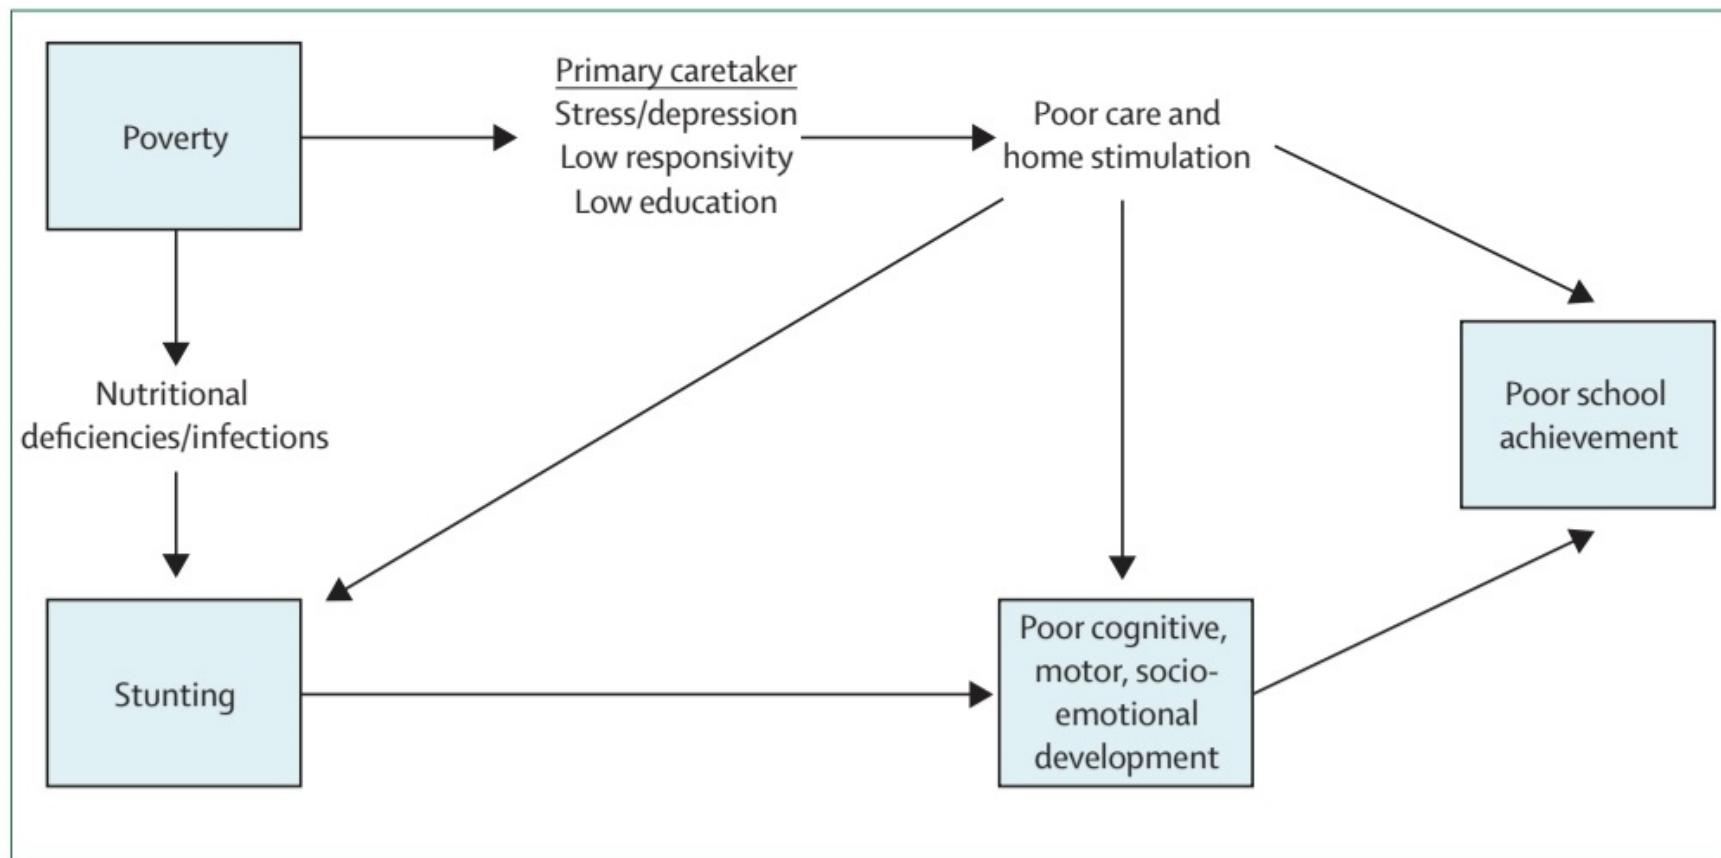 Poverty
Primary caretaker
Stress/depression
Low responsivity
Low education
Poor care and
home stimulation
Nutritional
deficiencies/infections
Poor school
achievement
Stunting
Poor cognitive,
motor, socio-
emotional
development